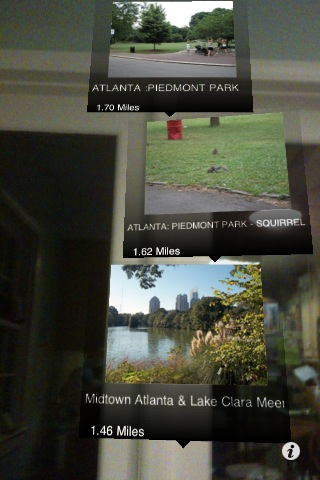 ATLANTA :PIEDMONT PARK
1.70 Miles
ATLANTA: PIEDMONT PARK - SQUIRREL
1.62 Miles
Midtown Atlanta & Lake Clara Meer
1.46 Miles
i